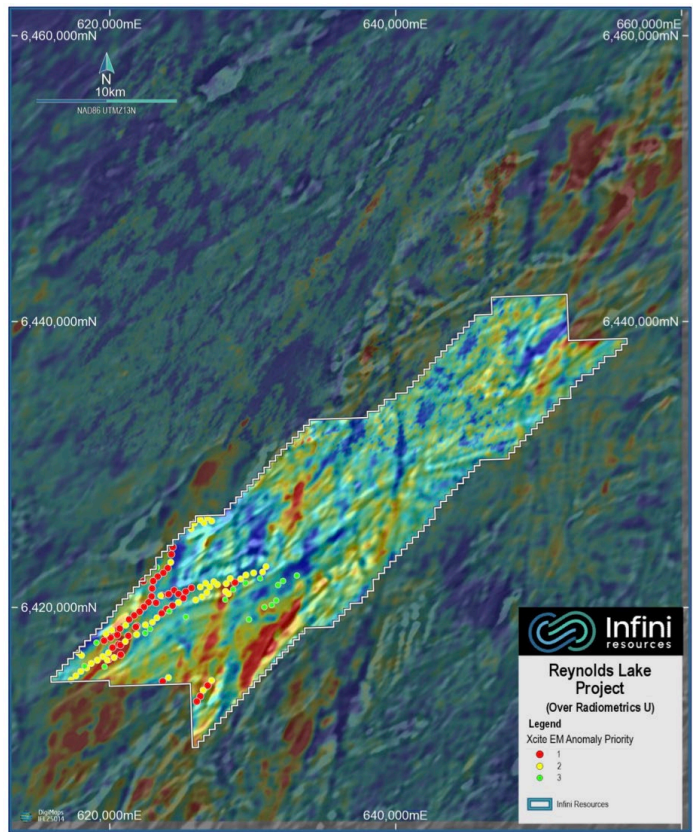 620,000mE 640,000mE 660,000mE
6,460,000mN 6,460,000mN
N
10km
NAD86 UTMZ13N
6,440,000mN 6,440,000mN
6,420,000mN
Infini
resources
Reynolds Lake
Project
(Over Radiometrics U)
Legend
Xcite EM Anomaly Priority
1
2
3
Infini Resources
DigiMaps
620,000mE 640,000mE